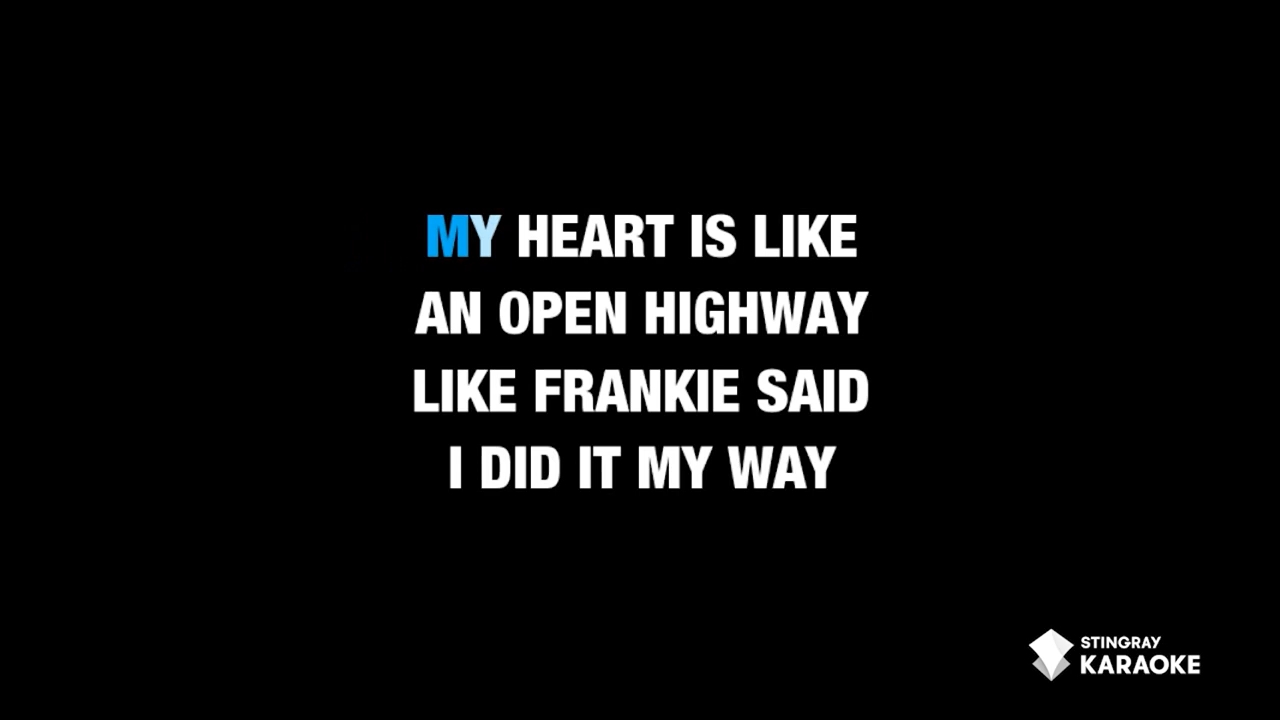 MY HEART IS LIKE
AN OPEN HIGHWAY
LIKE FRANKIE SAID
I DID IT MY WAY
STINGRAY
KARAOKE